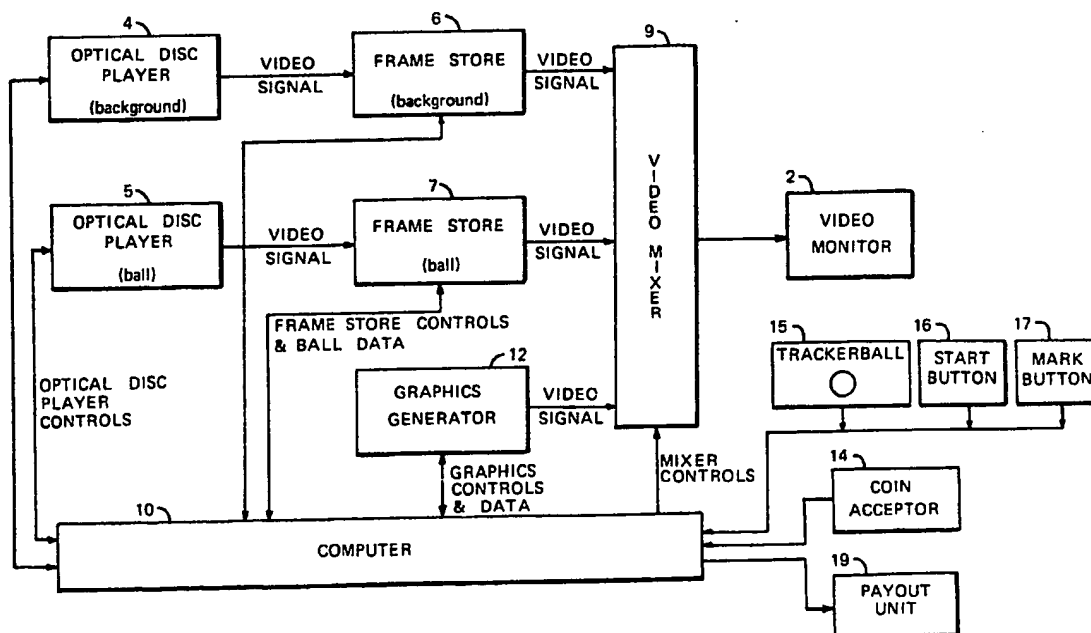 4
OPTICAL DISC
PLAYER
(background)
VIDEO
SIGNAL
6
FRAME STORE
(background)
VIDEO
SIGNAL
9
VIDEO MIXER
5
OPTICAL DISC
PLAYER
(ball)
VIDEO
SIGNAL
7
FRAME STORE
(ball)
VIDEO
SIGNAL
2
VIDEO
MONITOR
FRAME STORE CONTROLS
& BALL DATA
OPTICAL DISC
PLAYER
CONTROLS
12
GRAPHICS
GENERATOR
VIDEO
SIGNAL
15
TRACKERBALL
16
START
BUTTON
17
MARK
BUTTON
GRAPHICS
CONTROLS
& DATA
MIXER
CONTROLS
14
COIN
ACCEPTOR
10
COMPUTER
19
PAYOUT
UNIT